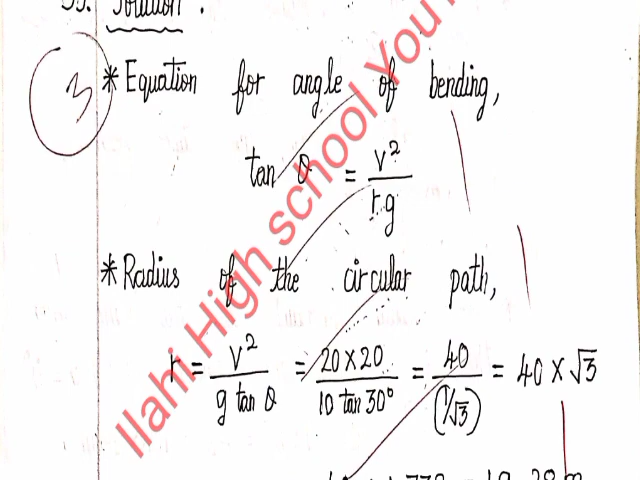 Solution :
3
* Equation for angle of bending,
tan θ = v²/r.g
* Radius of the circular path,
r = v²/g tan θ = 20 × 20/10 tan 30° = 40/(1/√3) = 40 × √3
Ilahi High school You